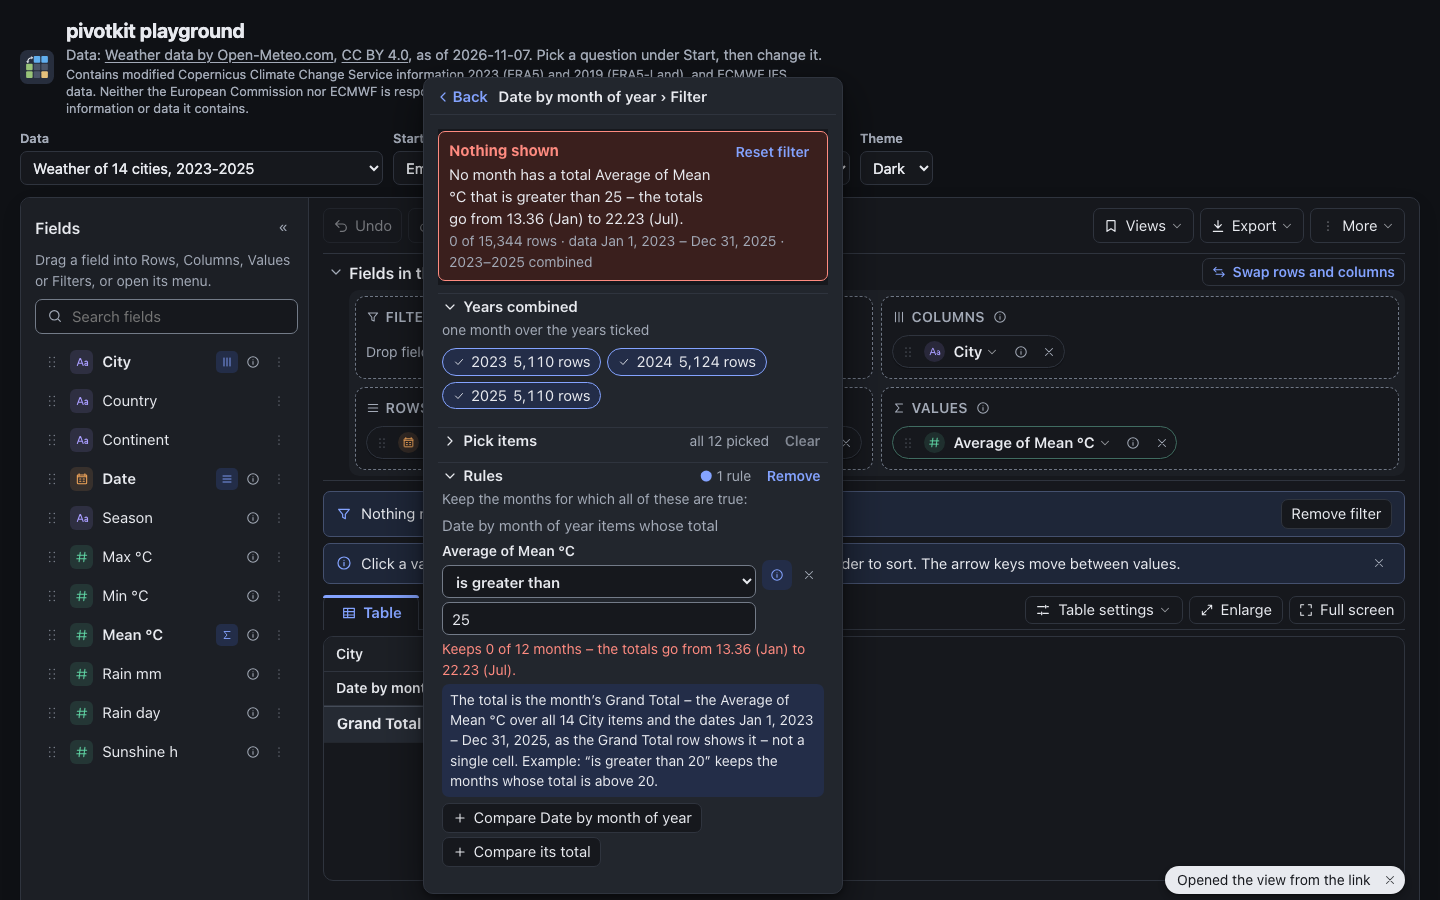 pivotkit playground
Data: Weather data by Open-Meteo.com, CC BY 4.0, as of 2026-11-07. Pick a question under Start, then change it.
Contains modified Copernicus Climate Change Service information 2023 (ERA5) and 2019 (ERA5-Land), and ECMWF IFS
data. Neither the European Commission nor ECMWF is
information or data it contains.
Data
Start
Theme
Weather of 14 cities, 2023-2025
Dark
Fields
«
Drag a field into Rows, Columns, Values
or Filters, or open its menu.
Search fields
Aa City
Aa Country
Aa Continent
Date
Aa Season
# Max °C
# Min °C
# Mean °C Σ
# Rain mm
# Rain day
# Sunshine h
Undo
Views
Export
More
Fields in
Swap rows and columns
Drop
COLUMNS
Aa City
ROWS
Σ VALUES
# Average of Mean °C
Nothing
Remove filter
Click a
to sort. The arrow keys move between values.
Table
Table settings
Enlarge
Full screen
City
Date by
Grand Total
Back
Date by month of year › Filter
Nothing shown
Reset filter
No month has a total Average of Mean
°C that is greater than 25 – the totals
go from 13.36 (Jan) to 22.23 (Jul).
0 of 15,344 rows · data Jan 1, 2023 – Dec 31, 2025 ·
2023–2025 combined
Years combined
one month over the years ticked
2023 5,110 rows
2024 5,124 rows
2025 5,110 rows
Pick items
all 12 picked
Clear
Rules
1 rule
Remove
Keep the months for which all of these are true:
Date by month of year items whose total
Average of Mean °C
is greater than
25
Keeps 0 of 12 months – the totals go from 13.36 (Jan) to
22.23 (Jul).
The total is the month’s Grand Total – the Average of
Mean °C over all 14 City items and the dates Jan 1, 2023
– Dec 31, 2025, as the Grand Total row shows it – not a
single cell. Example: “is greater than 20” keeps the
months whose total is above 20.
+ Compare Date by month of year
+ Compare its total
Opened the view from the link